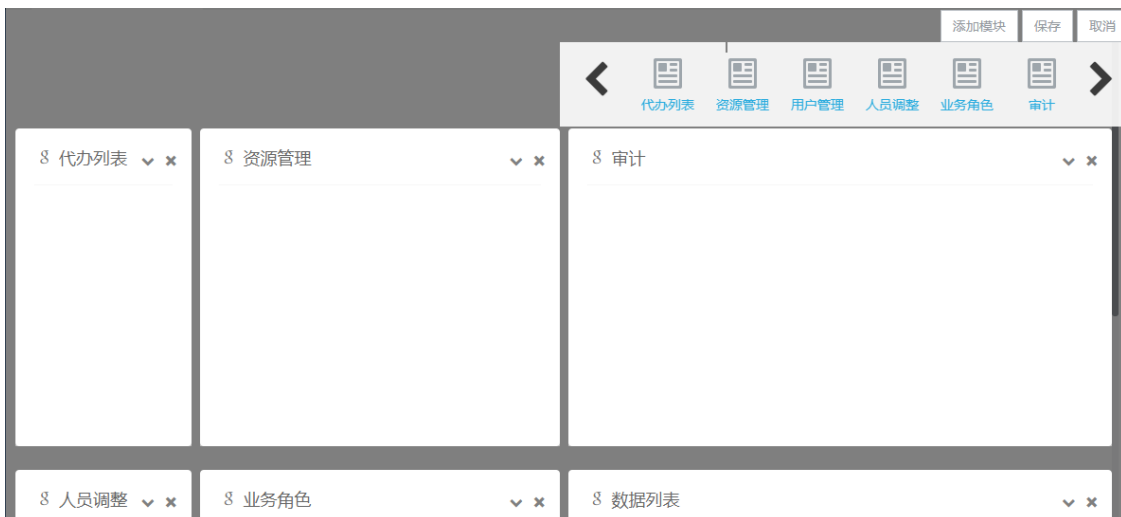 添加模块 保存 取消
代办列表 资源管理 用户管理 人员调整 业务角色 审计
代办列表 资源管理 审计
人员调整 业务角色 数据列表